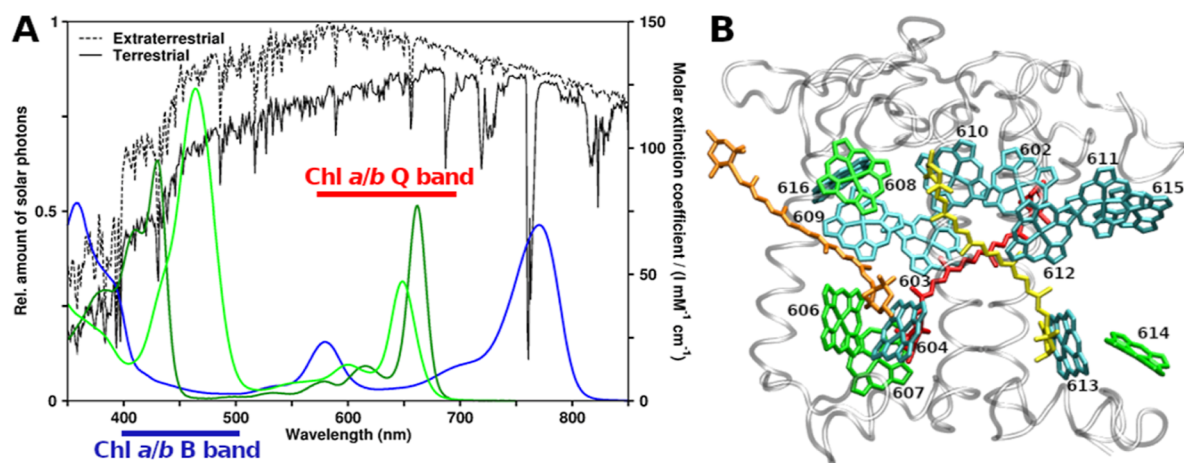 A
Extraterrestrial
Terrestrial
Chl a/b Q band
Rel. amount of solar photons
0
0.5
1
0
50
100
150
Molar extinction coefficient / (l mM⁻¹ cm⁻¹)
400 500 600 700 800
Wavelength (nm)
Chl a/b B band
B
610
602
611
615
616
608
609
612
603
606
604
614
607
613